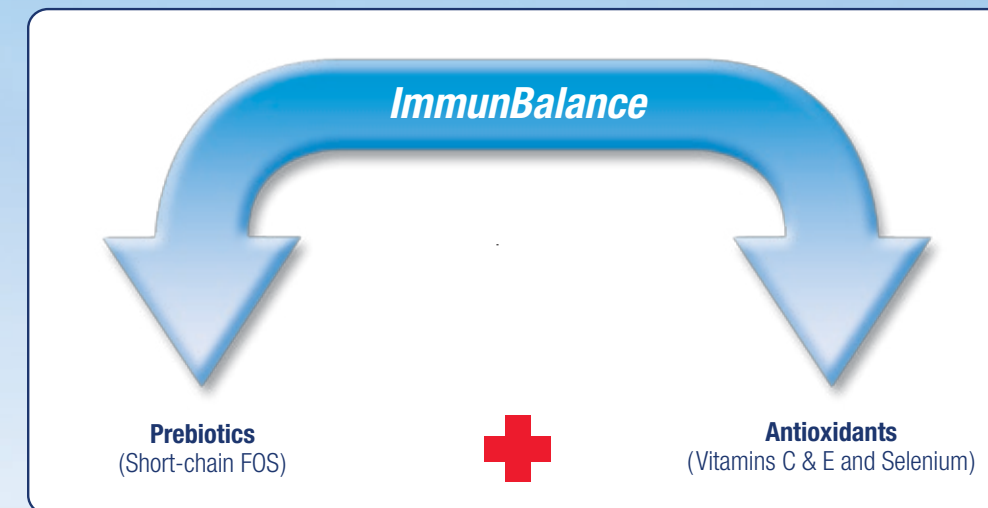 ImmunBalance
Prebiotics
(Short-chain FOS)
Antioxidants
(Vitamins C & E and Selenium)